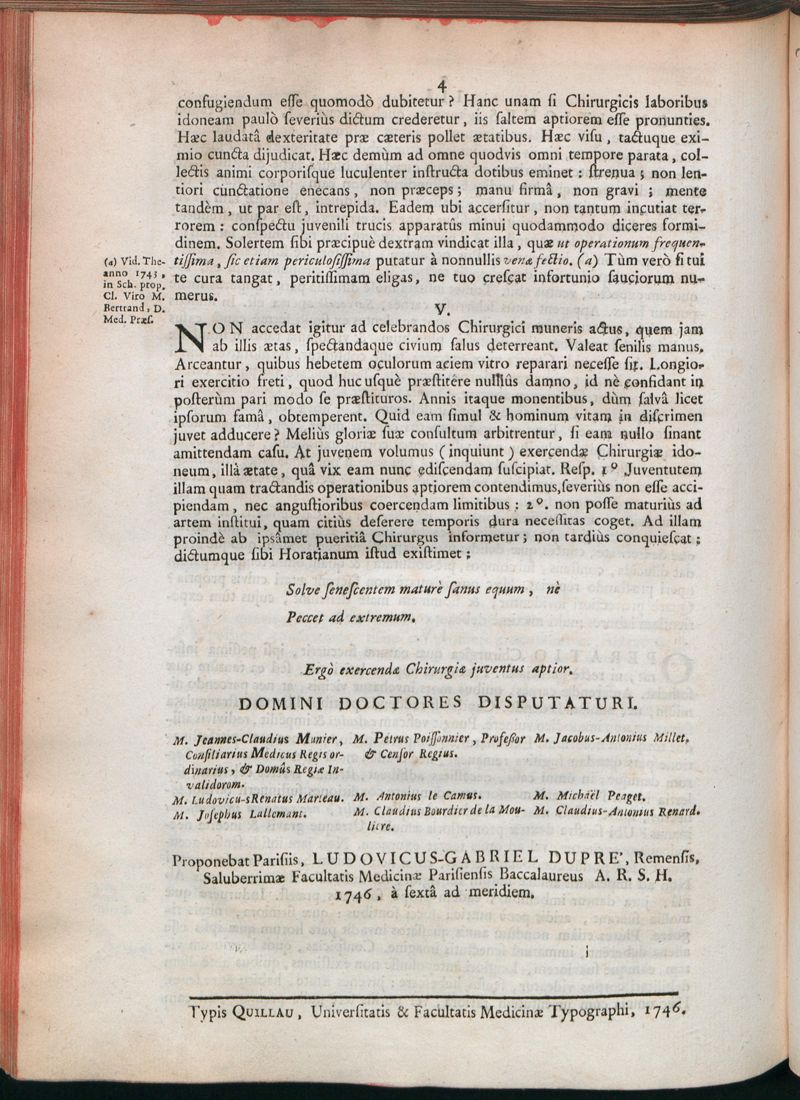 4
confugiendum eſſe quomodò dubitetur ? Hanc unam ſi Chirurgicis laboribus
idoneam paulò ſeveriùs dictum crederetur, iis ſaltem aptiorem eſſe pronunties.
Hæc laudatâ dexteritate præ cæteris pollet ætatibus. Hæc viſu, tactuque exi-
mio cuncta dijudicat. Hæc demùm ad omne quodvis omni tempore parata, col-
lectis animi corporiſque luculenter inſtructa dotibus eminet : ſtrenua ; non len-
tiori cunctatione enecans, non præceps ; manu firmâ, non gravi ; mente
tandèm, ut par eſt, intrepida. Eadem ubi accerſitur, non tantum incutiat ter-
rorem : conſpectu juvenili trucis apparatûs minui quodammodo diceres formi-
dinem. Solertem ſibi præcipuè dextram vindicat illa, quæ ut operationum frequen-
tiſſima, ſic etiam periculoſiſſima putatur à nonnullis venæ ſectio. (a) Tùm verò ſi tui
te cura tangat, peritiſſimam eligas, ne tuo creſcat infortunio ſauciorum nu-
merus.
(a) Vid. The-
anno 1743,
in Sch. prop.
Cl. Viro M.
Bertrand, D.
Med. Præſ.
V.
NON accedat igitur ad celebrandos Chirurgici muneris actus, quem jam
ab illis ætas, ſpectandaque civium ſalus deterreant. Valeat ſenilis manus.
Arceantur, quibus hebetem oculorum aciem vitro reparari neceſſe ſit. Longio-
ri exercitio freti, quod hucuſquè præſtitêre nullius damno, id nè confidant in
poſterùm pari modo ſe præſtituros. Annis itaque monentibus, dùm ſalvâ licet
ipſorum famâ, obtemperent. Quid eam ſimul & hominum vitam in diſcrimen
juvet adducere ? Meliùs gloriæ ſuæ conſultum arbitrentur, ſi eam nullo ſinant
amittendam caſu. At juvenem volumus ( inquiunt ) exercendæ Chirurgiæ ido-
neum, illâ ætate, quâ vix eam nunc ediſcendam ſuſcipiat. Reſp. 1° Juventutem
illam quam tractandis operationibus aptiorem contendimus, ſeveriùs non eſſe acci-
piendam, nec anguſtioribus coercendam limitibus : 2°. non poſſe maturiùs ad
artem inſtitui, quam citiùs deſerere temporis dura neceſſitas coget. Ad illam
proindè ab ipsâmet pueritiâ Chirurgus informetur ; non tardiùs conquieſcat ;
dictumque ſibi Horatianum iſtud exiſtimet ;
Solve ſeneſcentem maturè ſanus equum, nè
Peccet ad extremum.
Ergò exercendæ Chirurgiæ juventus aptior.
DOMINI DOCTORES DISPUTATURI.
M. Jeannes-Claudius Munier,
Conſiliarius Medicus Regis or-
dinarius, & Domûs Regiæ In-
validorom.
M. Petrus Poiſſonnier, Profeſſor
& Cenſor Regius.
M. Jacobus-Antonius Millet.
M. Ludovicu-sRenatus Marteau.
M. Antonius le Camus.
M. Michaël Peaget.
M. Joſephus Lallemant.
M. Claudius Bourdier de la Mou-
liere.
M. Claudius-Antonius Renard.
Proponebat Pariſiis, LUDOVICUS-GABRIEL DUPRE', Remenſis,
Saluberrimæ Facultatis Medicinæ Pariſienſis Baccalaureus A. R. S. H.
1746, à ſextâ ad meridiem.
Typis QUILLAU, Univerſitatis & Facultatis Medicinæ Typographi, 1746.